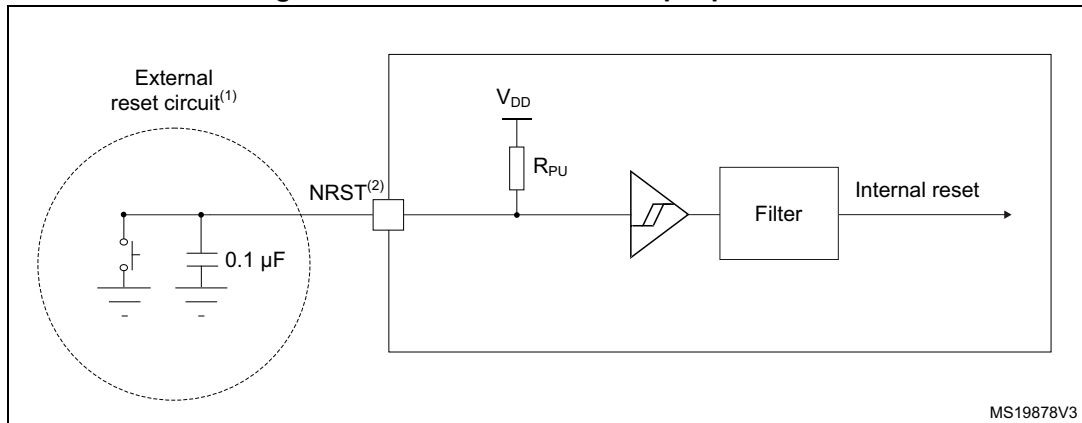 External
reset circuit(1)
VDD
RPU
NRST(2)
Filter
Internal reset
0.1 µF
MS19878V3